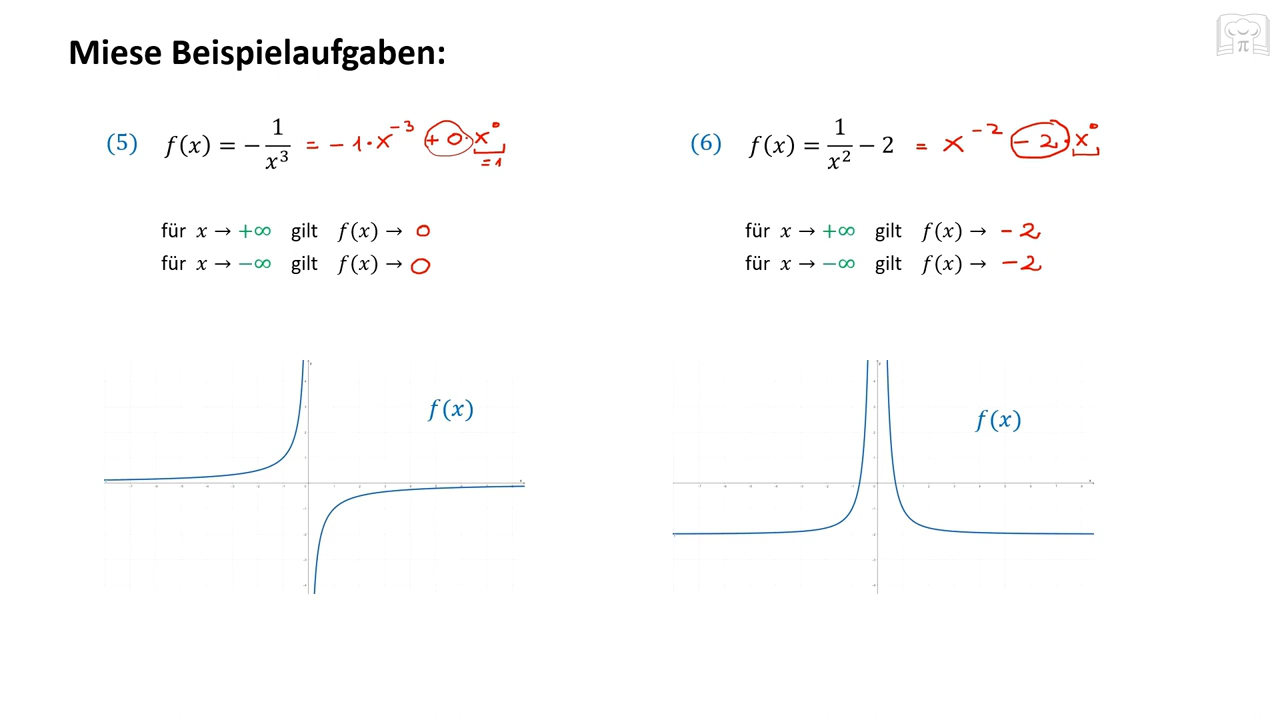 Miese Beispielaufgaben:
(5) f(x) = −1/x³ = −1·x⁻³ + 0·x⁰
=1
für x → +∞ gilt f(x) → 0
für x → −∞ gilt f(x) → 0
f(x)
(6) f(x) = 1/x² − 2 = x⁻² − 2·x⁰
für x → +∞ gilt f(x) → −2
für x → −∞ gilt f(x) → −2
f(x)
π